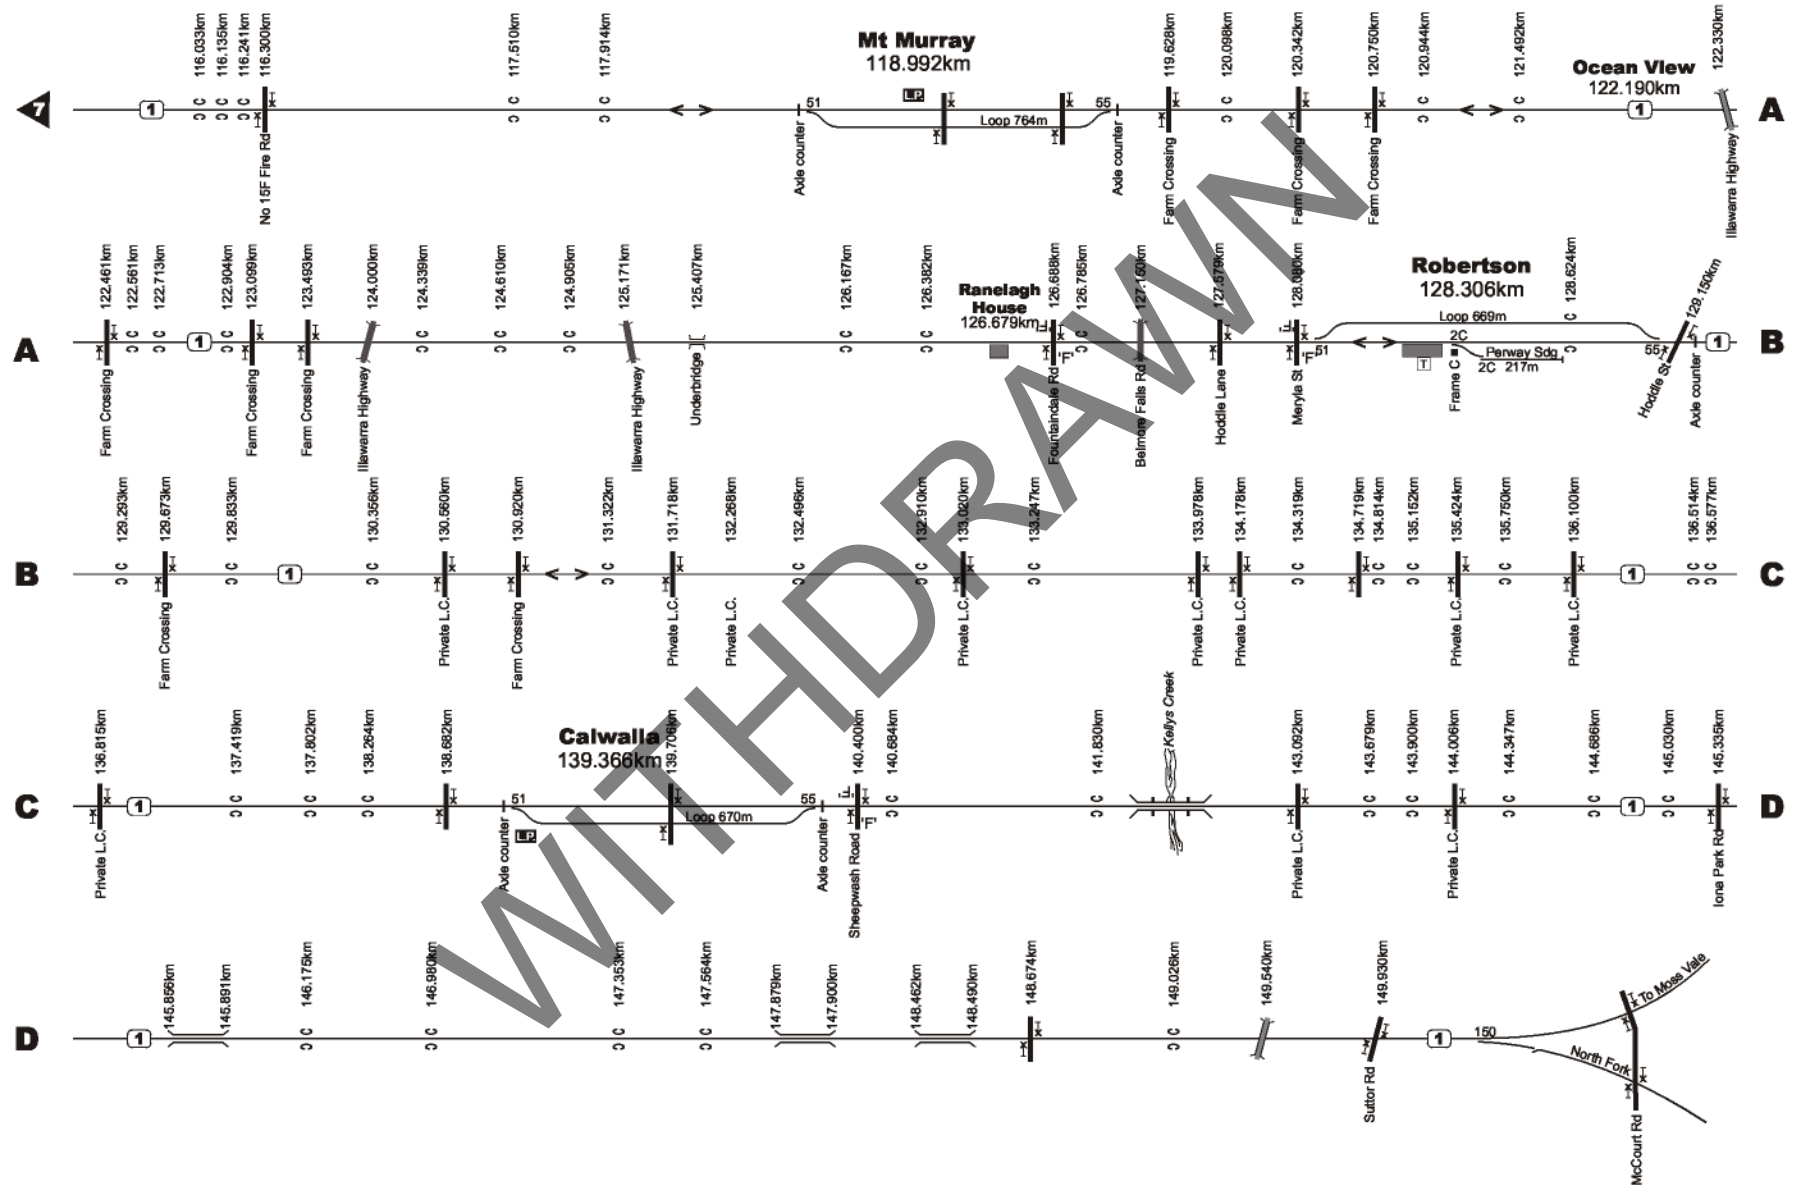 116.033km
116.135km
116.241km
116.300km
117.510km
117.914km
Mt Murray
118.992km
119.628km
120.098km
120.342km
120.750km
120.944km
121.492km
Ocean View
122.190km
122.330km
7
1
LP
51
55
Loop 764m
1
A
No 15F Fire Rd
Axle counter
Axle counter
Farm Crossing
Farm Crossing
Farm Crossing
Illawarra Highway
122.461km
122.561km
122.713km
122.904km
123.099km
123.493km
124.000km
124.339km
124.610km
124.905km
125.171km
125.407km
126.167km
126.382km
Ranelagh
House
126.679km
126.688km
126.785km
127.150km
127.579km
128.080km
Robertson
128.306km
128.624km
129.150km
A
1
'F'
'F'
'F'
'F'
51
Loop 669m
2C
Perway Sdg
2C 217m
T
55
1
B
Farm Crossing
Farm Crossing
Farm Crossing
Illawarra Highway
Illawarra Highway
Underbridge
Fountaindale Rd
Belmore Falls Rd
Hoddle Lane
Meryla St
Frame C
Hoddle St
Axle counter
129.293km
129.673km
129.833km
130.356km
130.560km
130.920km
131.322km
131.718km
132.268km
132.496km
132.910km
133.020km
133.247km
133.978km
134.178km
134.319km
134.719km
134.814km
135.152km
135.424km
135.750km
136.100km
136.514km
136.577km
B
1
1
C
Farm Crossing
Private L.C.
Farm Crossing
Private L.C.
Private L.C.
Private L.C.
Private L.C.
Private L.C.
Private L.C.
Private L.C.
136.815km
137.419km
137.802km
138.264km
138.682km
Calwalla
139.366km
139.706km
140.400km
140.684km
141.830km
Kellys Creek
143.092km
143.679km
143.900km
144.006km
144.347km
144.686km
145.030km
145.335km
C
1
51
LP
Loop 670m
55
'F'
'F'
1
D
Private L.C.
Axle counter
Axle counter
Sheepwash Road
Private L.C.
Private L.C.
Iona Park Rd
145.856km
145.891km
146.175km
146.980km
147.353km
147.564km
147.879km
147.900km
148.462km
148.490km
148.674km
149.026km
149.540km
149.930km
D
1
1
150
To Moss Vale
North Fork
Suttor Rd
McCourt Rd
WITHDRAWN